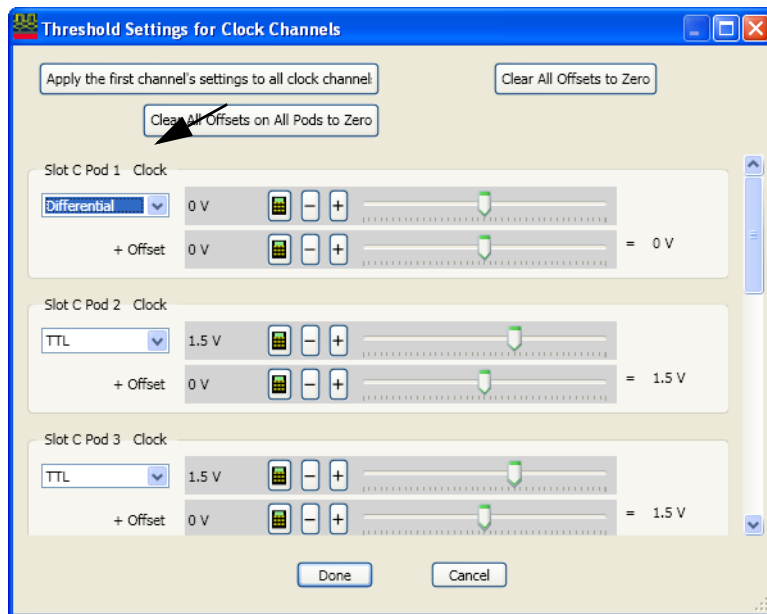 Threshold Settings for Clock Channels
Apply the first channel's settings to all clock channel
Clear All Offsets to Zero
Clear All Offsets on All Pods to Zero
Slot C Pod 1 Clock
Differential 0 V
+ Offset 0 V = 0 V
Slot C Pod 2 Clock
TTL 1.5 V
+ Offset 0 V = 1.5 V
Slot C Pod 3 Clock
TTL 1.5 V
+ Offset 0 V = 1.5 V
Done Cancel